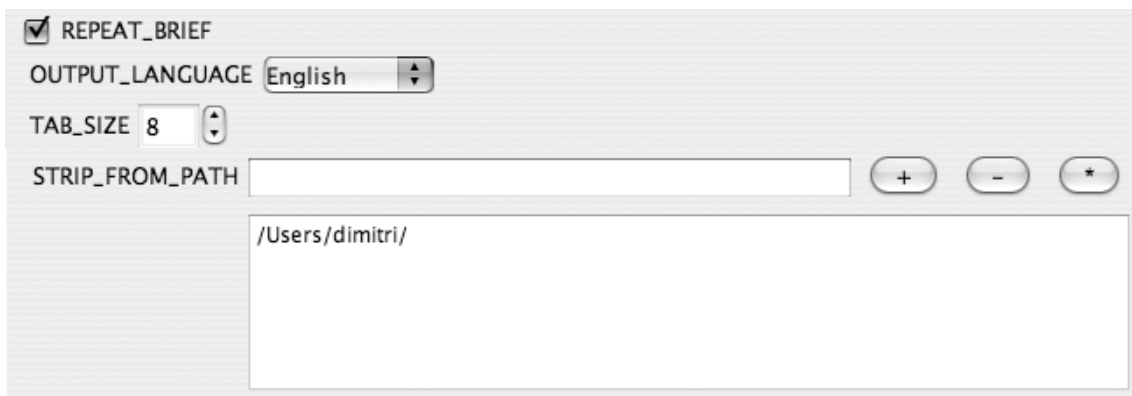 REPEAT_BRIEF
OUTPUT_LANGUAGE English
TAB_SIZE 8
STRIP_FROM_PATH + - *
/Users/dimitri/